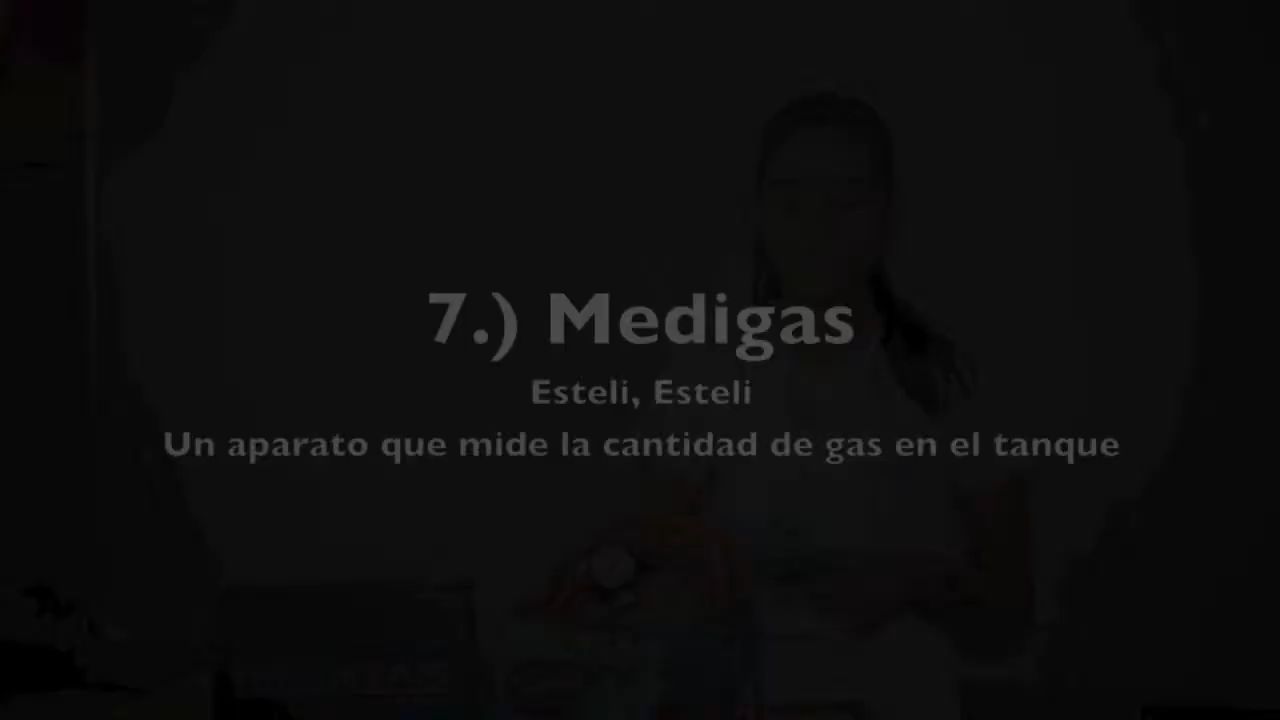 7.) Medigas
Esteli, Esteli
Un aparato que mide la cantidad de gas en el tanque